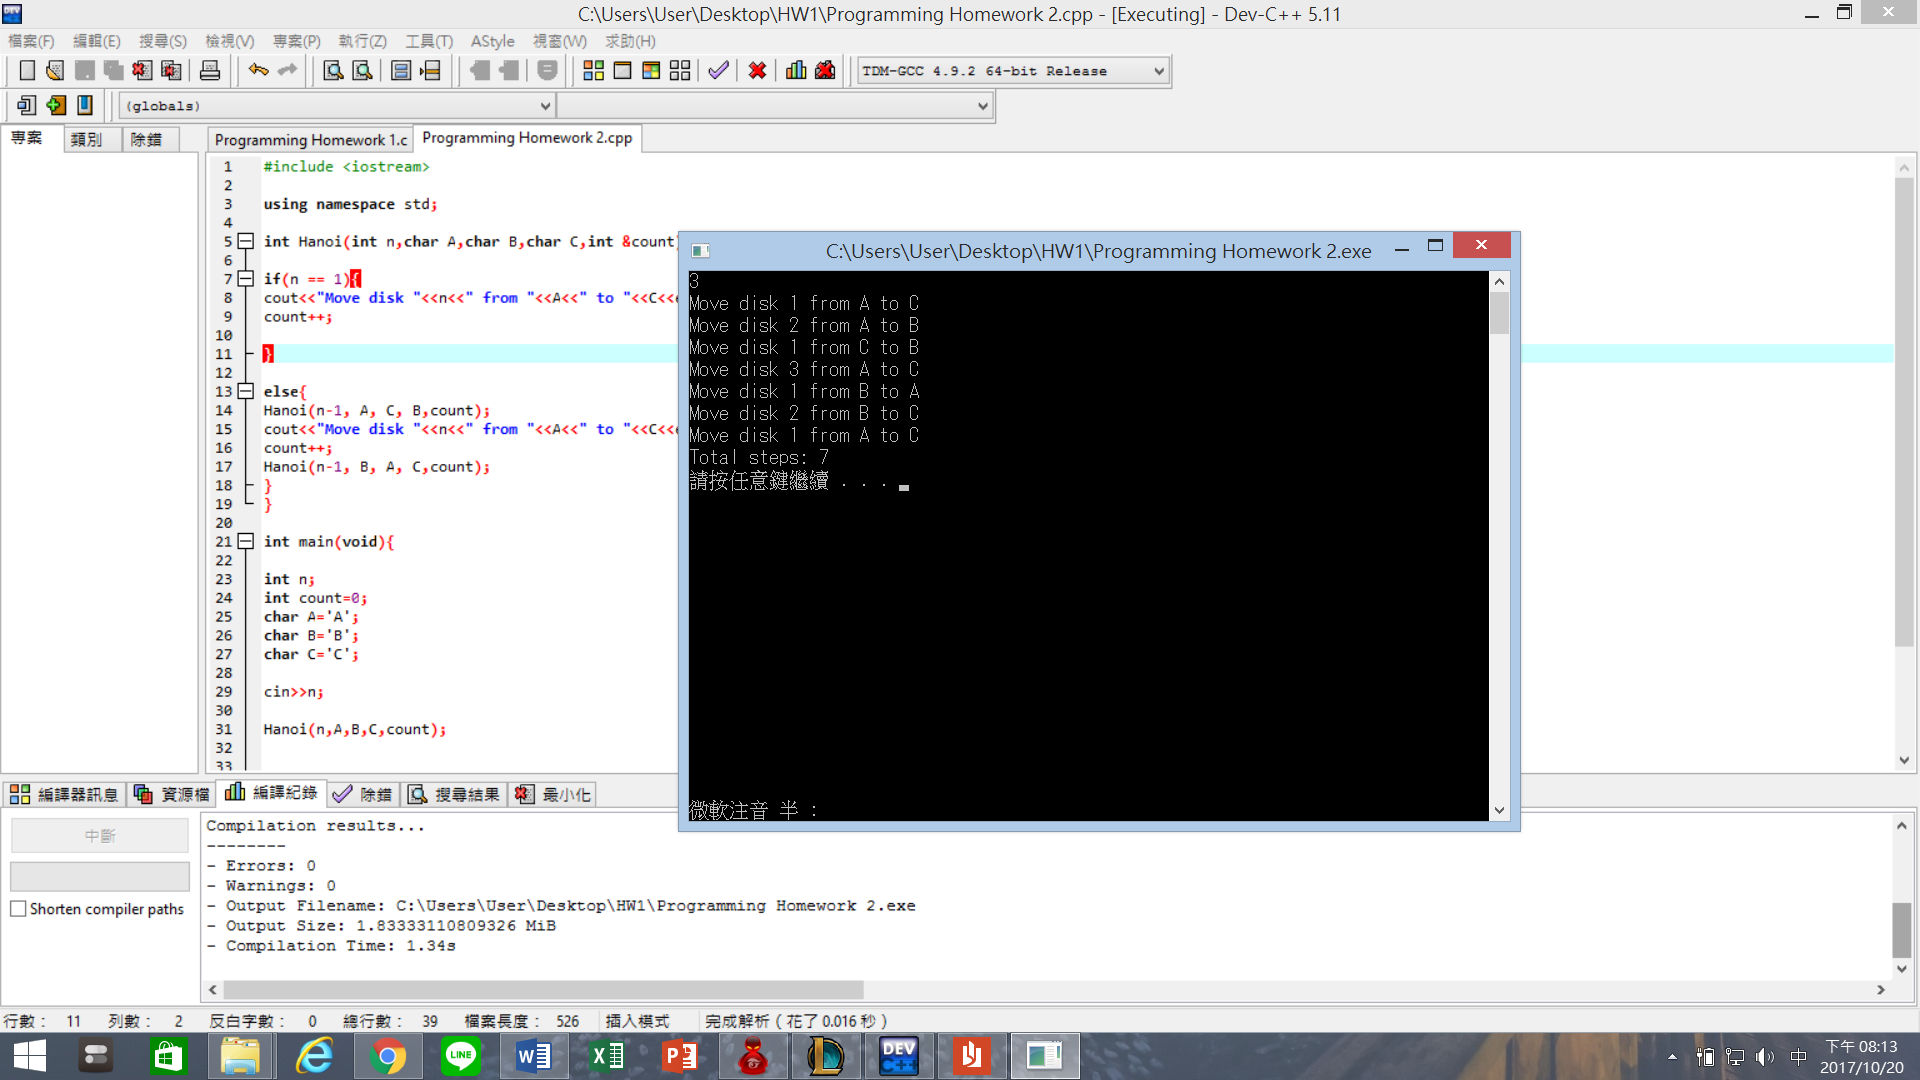 C:\Users\User\Desktop\HW1\Programming Homework 2.cpp - [Executing] - Dev-C++ 5.11
檔案(F) 編輯(E) 搜尋(S) 檢視(V) 專案(P) 執行(Z) 工具(T) AStyle 視窗(W) 求助(H)
TDM-GCC 4.9.2 64-bit Release
(globals)
專案 類別 除錯 Programming Homework 1.c Programming Homework 2.cpp
1 #include <iostream>
2
3 using namespace std;
4
5 int Hanoi(int n,char A,char B,char C,int &count)
6
7 if(n == 1){
8 cout<<"Move disk "<<n<<" from "<<A<<" to "<<C<<e
9 count++;
10
11 }
12
13 else{
14 Hanoi(n-1, A, C, B,count);
15 cout<<"Move disk "<<n<<" from "<<A<<" to "<<C<<e
16 count++;
17 Hanoi(n-1, B, A, C,count);
18 }
19 }
20
21 int main(void){
22
23 int n;
24 int count=0;
25 char A='A';
26 char B='B';
27 char C='C';
28
29 cin>>n;
30
31 Hanoi(n,A,B,C,count);
32
33
C:\Users\User\Desktop\HW1\Programming Homework 2.exe
3
Move disk 1 from A to C
Move disk 2 from A to B
Move disk 1 from C to B
Move disk 3 from A to C
Move disk 1 from B to A
Move disk 2 from B to C
Move disk 1 from A to C
Total steps: 7
請按任意鍵繼續 . . .
微軟注音 半 :
編譯器訊息 資源檔 編譯紀錄 除錯 搜尋結果 最小化
中斷
Shorten compiler paths
Compilation results...
--------
- Errors: 0
- Warnings: 0
- Output Filename: C:\Users\User\Desktop\HW1\Programming Homework 2.exe
- Output Size: 1.83333110809326 MiB
- Compilation Time: 1.34s
行數: 11 列數: 2 反白字數: 0 總行數: 39 檔案長度: 526 插入模式 完成解析 (花了 0.016 秒)
LINE
DEV C++
中
下午 08:13
2017/10/20